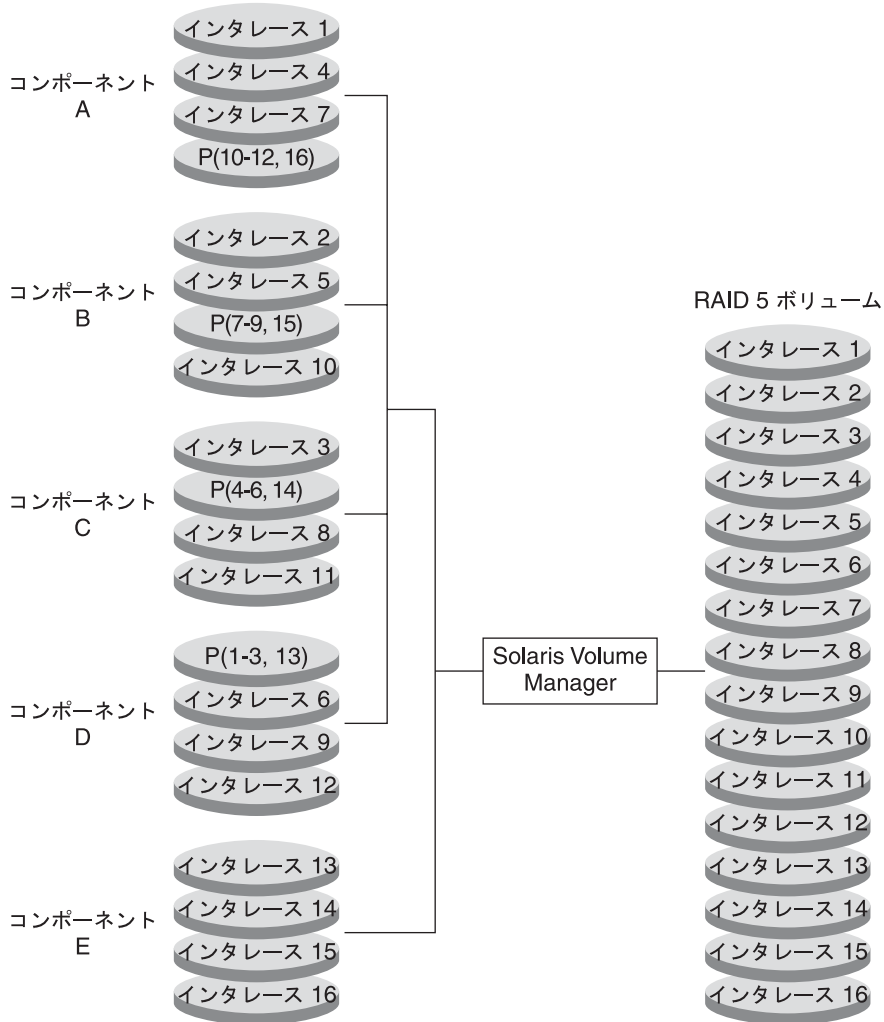 インタレース 1
コンポーネント
A
インタレース 4
インタレース 7
P(10-12, 16)
インタレース 2
コンポーネント
B
インタレース 5
P(7-9, 15)
インタレース 10
インタレース 3
コンポーネント
C
P(4-6, 14)
インタレース 8
インタレース 11
P(1-3, 13)
コンポーネント
D
インタレース 6
インタレース 9
インタレース 12
インタレース 13
コンポーネント
E
インタレース 14
インタレース 15
インタレース 16
Solaris Volume
Manager
RAID 5 ボリューム
インタレース 1
インタレース 2
インタレース 3
インタレース 4
インタレース 5
インタレース 6
インタレース 7
インタレース 8
インタレース 9
インタレース 10
インタレース 11
インタレース 12
インタレース 13
インタレース 14
インタレース 15
インタレース 16